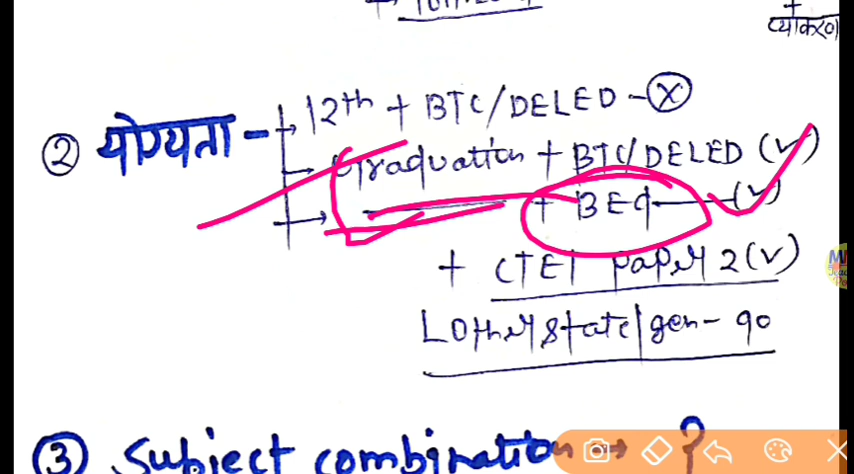 +
व्याकरण
② योग्यता - → 12th + BTC/DELED - Ⓧ
→ Graduation + BTC/DELED (✓)
→ —— + BEd — (✓)
+ CTET Paper 2 (✓)
Other state/gen - 90
③ Subject combination → ?